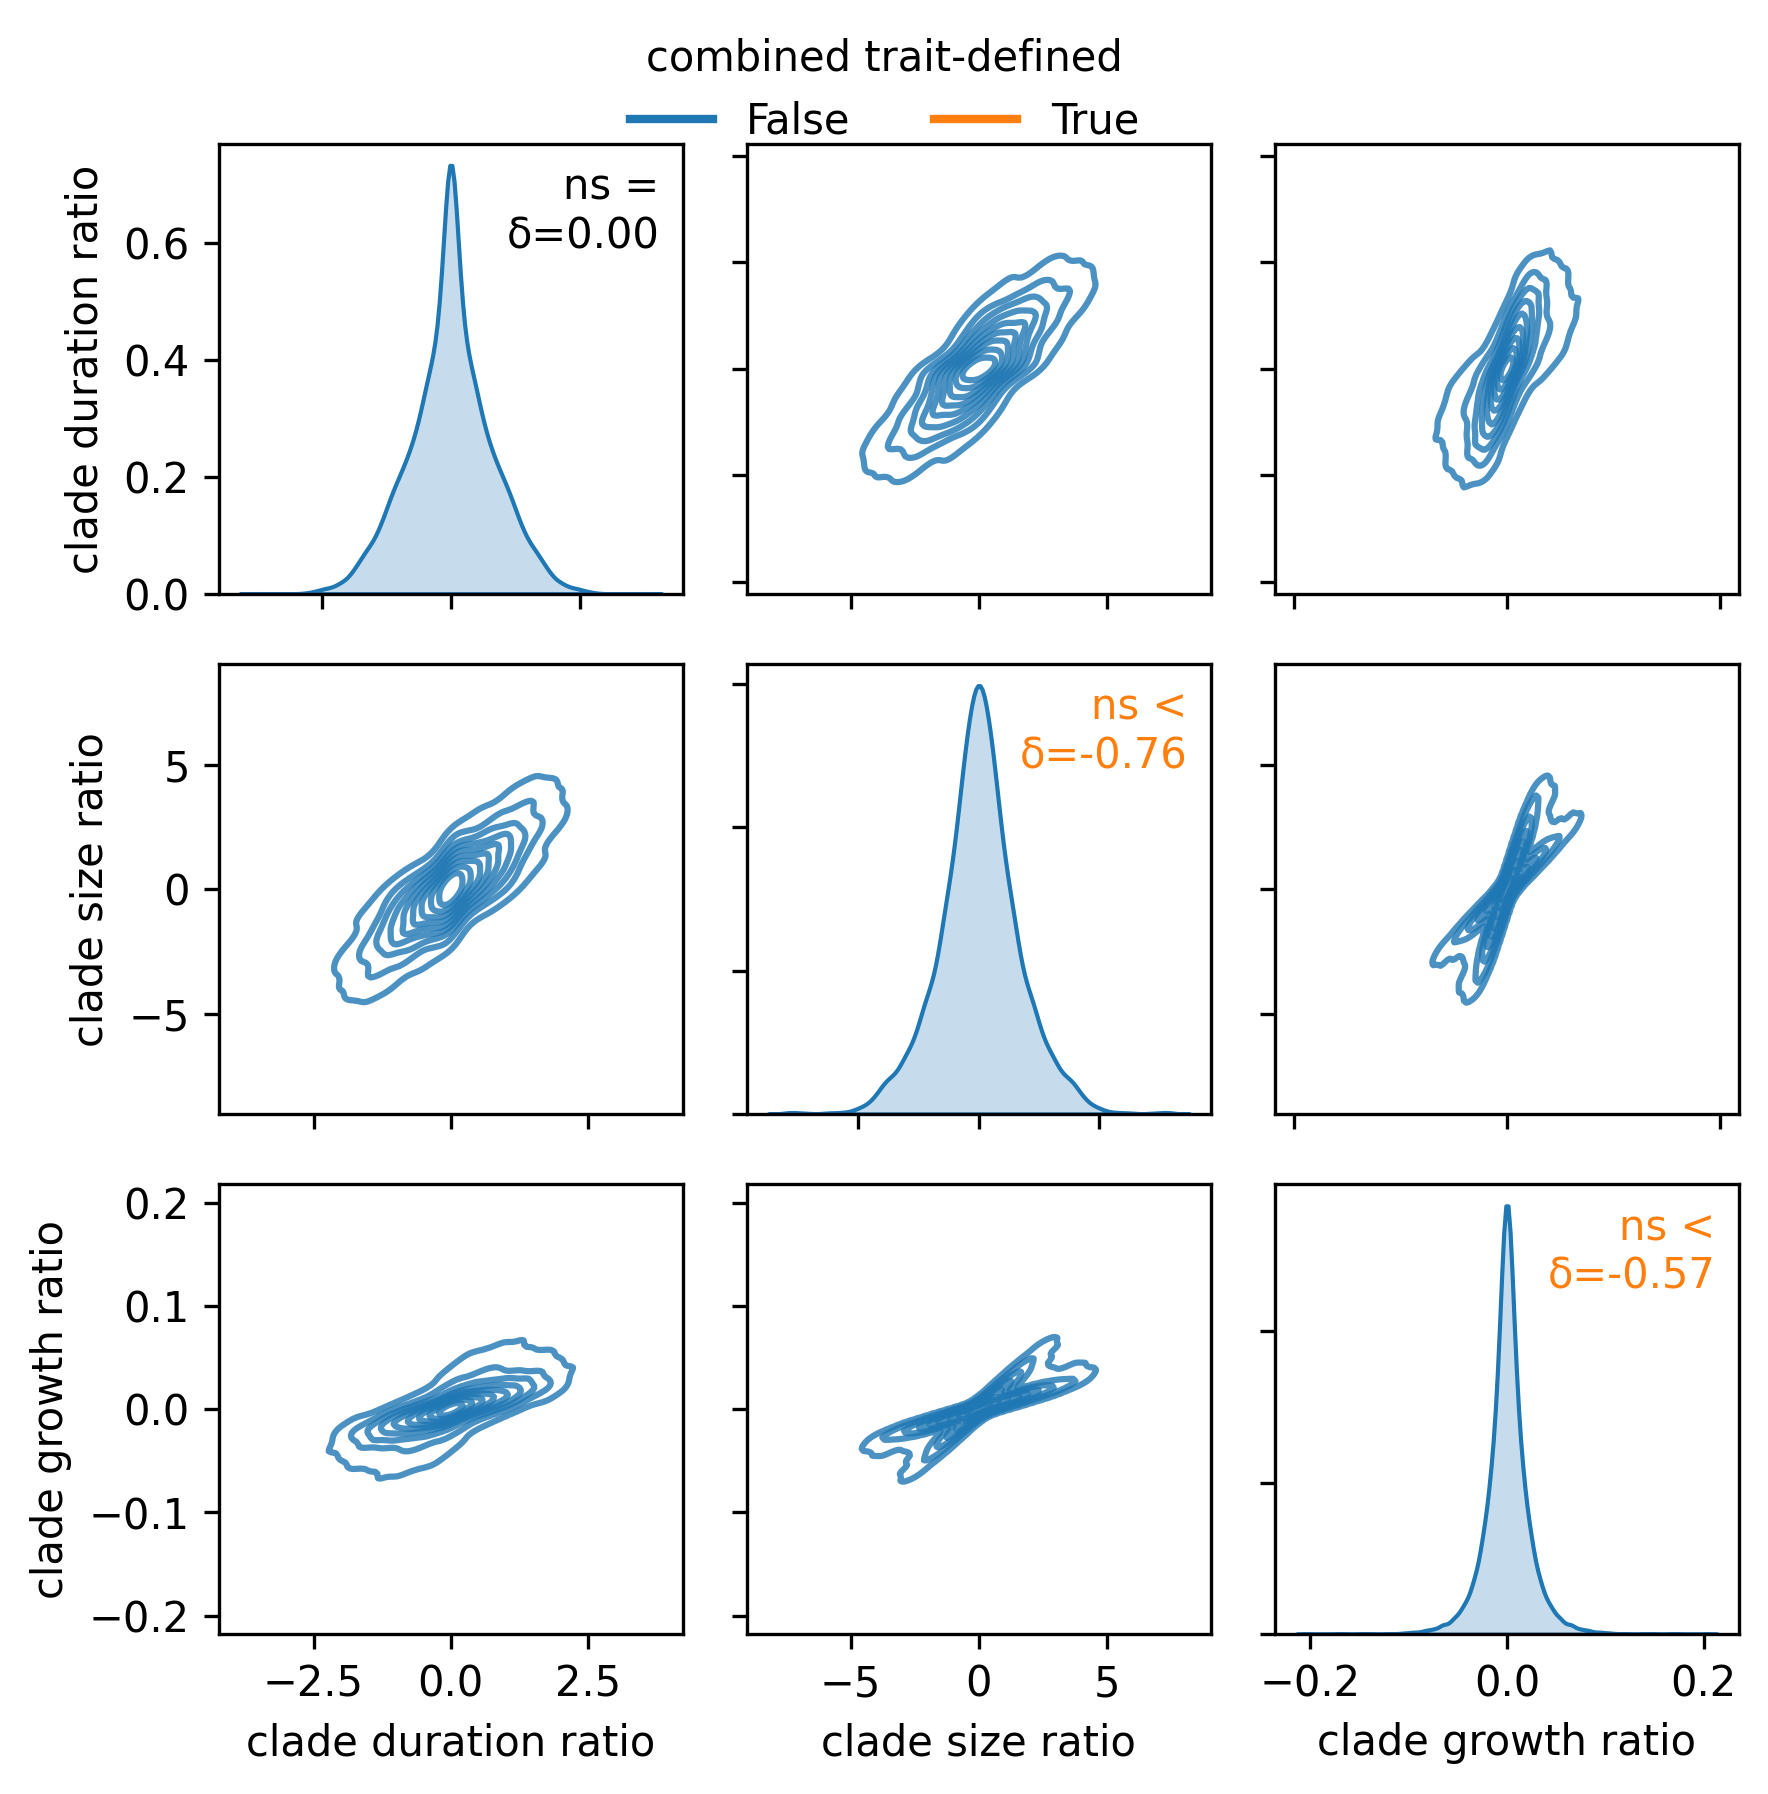 combined trait-defined
False True
clade duration ratio
0.6
0.4
0.2
0.0
ns =
δ=0.00
clade size ratio
5
0
−5
ns <
δ=-0.76
clade growth ratio
0.2
0.1
0.0
−0.1
−0.2
ns <
δ=-0.57
−2.5 0.0 2.5
−5 0 5
−0.2 0.0 0.2
clade duration ratio
clade size ratio
clade growth ratio